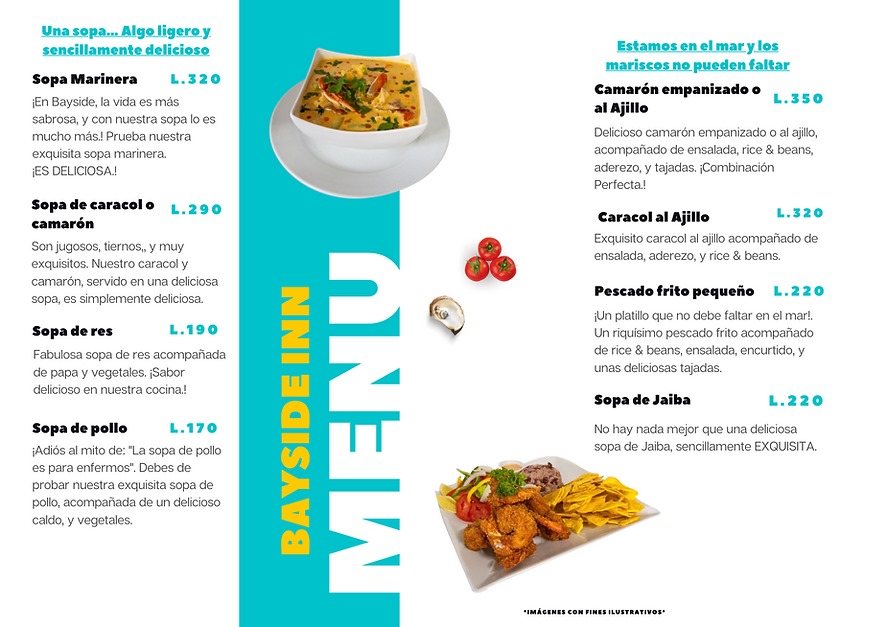 Una sopa... Algo ligero y
sencillamente delicioso
Sopa Marinera L.320
¡En Bayside, la vida es más
sabrosa, y con nuestra sopa lo es
mucho más.! Prueba nuestra
exquisita sopa marinera.
¡ES DELICIOSA.!
Sopa de caracol o
camarón L.290
Son jugosos, tiernos,, y muy
exquisitos. Nuestro caracol y
camarón, servido en una deliciosa
sopa, es simplemente deliciosa.
Sopa de res L.190
Fabulosa sopa de res acompañada
de papa y vegetales. ¡Sabor
delicioso en nuestra cocina.!
Sopa de pollo L.170
¡Adiós al mito de: "La sopa de pollo
es para enfermos". Debes de
probar nuestra exquisita sopa de
pollo, acompañada de un delicioso
caldo, y vegetales.
BAYSIDE INN
MENU
Estamos en el mar y los
mariscos no pueden faltar
Camarón empanizado o
al Ajillo L.350
Delicioso camarón empanizado o al ajillo,
acompañado de ensalada, rice & beans,
aderezo, y tajadas. ¡Combinación
Perfecta.!
Caracol al Ajillo L.320
Exquisito caracol al ajillo acompañado de
ensalada, aderezo, y rice & beans.
Pescado frito pequeño L.220
¡Un platillo que no debe faltar en el mar!.
Un riquísimo pescado frito acompañado
de rice & beans, ensalada, encurtido, y
unas deliciosas tajadas.
Sopa de Jaiba L.220
No hay nada mejor que una deliciosa
sopa de Jaiba, sencillamente EXQUISITA.
*IMÁGENES CON FINES ILUSTRATIVOS*